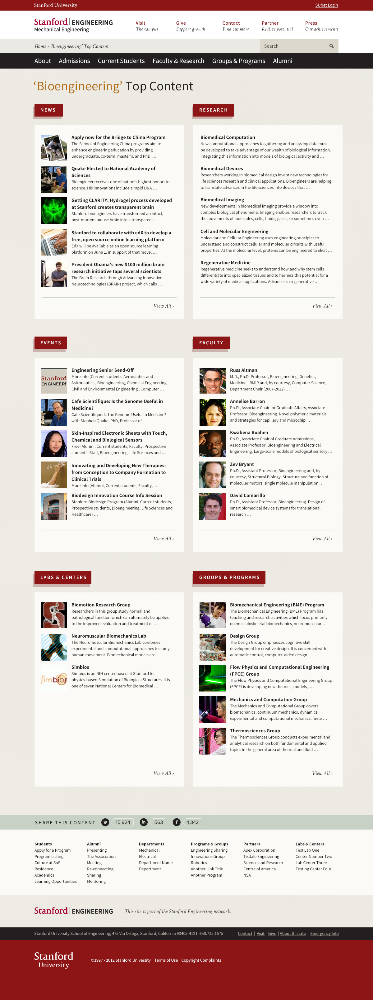 Stanford University
SUNet Login
Stanford ENGINEERING
Mechanical Engineering
Visit
The campus
Give
Support growth
Contact
Find out more
Partner
Realize potential
Press
Our achievements
Home › ‘Bioengineering’ Top Content
Search
About Admissions Current Students Faculty & Research Groups & Programs Alumni
‘Bioengineering’ Top Content
NEWS
Apply now for the Bridge to China Program
The School of Engineering China programs aim to
enhance engineering education by providing
undergraduate, co-term, master's, and PhD …
Quake Elected to National Academy of
Sciences
Bioengineer receives one of nation's highest honors in
science. His innovations include a rapid DNA …
Getting CLARITY: Hydrogel process developed
at Stanford creates transparent brain
Stanford bioengineers have transformed an intact,
post-mortem mouse brain into a transparent …
Stanford to collaborate with edX to develop a
free, open source online learning platform
EdX will be available as an open source learning
platform on June 1. In support of that move, …
President Obama's new $100 million brain
research initiative taps several scientists
The Brain Research through Advancing Innovative
Neurotechnologies (BRAIN) project, which calls …
View All ›
RESEARCH
Biomedical Computation
New computational approaches to gathering and analyzing data must
be developed to take advantage of our wealth of biological information.
Integrating this information into models of biological activity and …
Biomedical Devices
Researchers working in biomedical design invent new technologies for
life sciences research and clinical applications. Bioengineers are helping
to translate advances in the life sciences into devices that …
Biomedical Imaging
New developments in biomedical imaging provide a window into
complex biological phenomena. Imaging enables researchers to track
the movements of molecules, cells, fluids, gases, or sometimes even …
Cell and Molecular Engineering
Molecular and Cellular Engineering uses engineering principles to
understand and construct cellular and molecular circuits with useful
properties. At the molecular level, proteins can be engineered to elicit …
Regenerative Medicine
Regenerative medicine seeks to understand how and why stem cells
differentiate into specialized tissues and to harness this potential for a
wide variety of medical applications. Advances in regenerative …
View All ›
EVENTS
Stanford
ENGINEERI
Engineering Senior Send-Off
More info (Current students, Aeronautics and
Astronautics , Bioengineering, Chemical Engineering ,
Civil and Environmental Engineering , Computer …
Cafe Scientifique: Is the Genome Useful in
Medicine?
Cafe Scientifique: Is the Genome Useful in Medicine? –
with Stephen Quake, PhD, Professor of …
Skin-Inspired Electronic Sheets with Touch,
Chemical and Biological Sensors
Free (Alumni, Current students, Faculty, Prospective
students, Staff, Bioengineering, Life Sciences and …
Innovating and Developing New Therapies:
from Conception to Company Formation to
Clinical Trials
More info (Alumni, Current students, Faculty, …
Biodesign Innovation Course Info Session
Stanford Biodesign Program (Alumni, Current students,
Prospective students, Bioengineering, Life Sciences and
Healthcare) …
View All ›
FACULTY
Russ Altman
M.D., Ph.D. Professor, Bioengineering, Genetics,
Medicine - BMIR and, by courtesy, Computer Science,
Department Chair (2007-2012) …
Annelise Barron
Ph.D., Associate Chair for Graduate Affairs, Associate
Professor, Bioengineering. Novel polymeric materials
and strategies for capillary and microchip …
Kwabena Boahen
Ph.D., Associate Chair of Graduate Admissions,
Associate Professor, Bioengineering and Electrical
Engineering. Large-scale models of biological sensory …
Zev Bryant
Ph.D., Assistant Professor, Bioengineering and, by
courtesy, Structural Biology. Structure and function of
molecular motors; single molecule manipulation …
David Camarillo
Ph.D., Assistant Professor, Bioengineering. Design of
smart biomedical device systems for translational
research …
View All ›
LABS & CENTERS
Biomotion Research Group
Researchers in this group study normal and
pathological function which can ultimately be applied
to the improved evaluation and treatment of …
Neuromuscular Biomechanics Lab
The Neuromuscular Biomechanics Lab combines
experimental and computational approaches to study
human movement. Biomechanical models are …
simbios
Simbios
Simbios is an NIH center based at Stanford for
physics-based Simulation of Biological Structures. It is
one of seven National Centers for Biomedical …
View All ›
GROUPS & PROGRAMS
Biomechanical Engineering (BME) Program
The Biomechanical Engineering (BME) Program has
teaching and research activities which focus primarily
on musculoskeletal biomechanics, neuromuscular …
Design Group
The Design Group emphasizes cognitive skill
development for creative design. It is concerned with
automatic control, computer-aided design, …
Flow Physics and Computational Engineering
(FPCE) Group
The Flow Physics and Computational Engineering Group
(FPCE) is developing new theories, models, …
Mechanics and Computation Group
The Mechanics and Computational Group covers
biomechanics, continuum mechanics, dynamics,
experimental and computational mechanics, finite …
Thermosciences Group
The Thermosciences Group conducts experimental and
analytical research on both fundamental and applied
topics in the general area of thermal and fluid …
View All ›
SHARE THIS CONTENT 15,924 in 563 f 4,342
Students
Apply for a Program
Program Listing
Culture at SoE
Residence
Academics
Learning Opportunities
Alumni
Presenting
The Association
Meeting
Re-connecting
Sharing
Mentoring
Departments
Mechanical
Electrical
Department Name
Department
Programs & Groups
Engineering Sharing
Innovations Group
Robotics
Another Link Title
Another Program
Partners
Apex Corporation
Tisdale Engineering
Science and Research
Centre of America
NSA
Labs & Centers
Test Lab One
Center Number Two
Lab Center Three
Testing Center Four
Stanford ENGINEERING
This site is part of the Stanford Engineering network.
Stanford University School of Engineering, 475 Via Ortega, Stanford, California 93405-4121. 650.725.1575
Contact | Visit | Give | About this site | Emergency Info
Stanford
University
©1997 - 2012 Stanford University Terms of Use Copyright Complaints